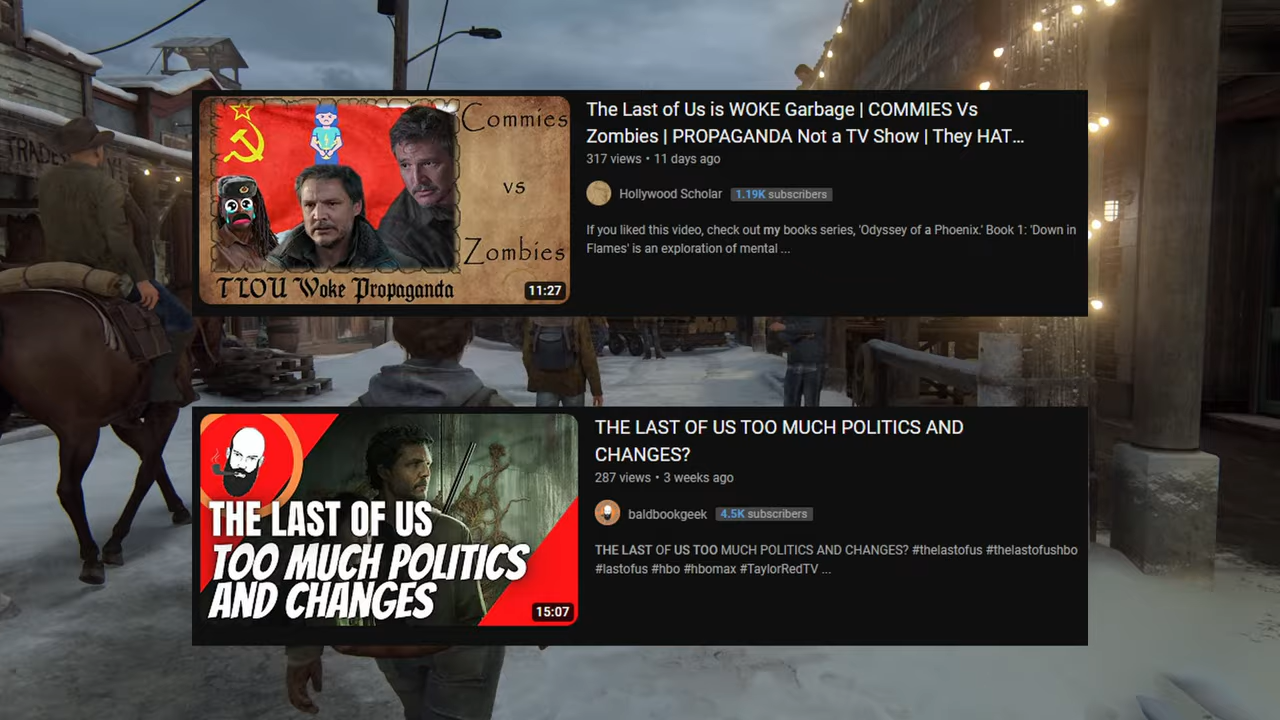 TRADE
Commies
vs
Zombies
TLOU Woke Propaganda
11:27
The Last of Us is WOKE Garbage | COMMIES Vs
Zombies | PROPAGANDA Not a TV Show | They HAT…
317 views • 11 days ago
Hollywood Scholar 1.19K subscribers
If you liked this video, check out my books series, 'Odyssey of a Phoenix.' Book 1: 'Down in
Flames' is an exploration of mental ...
THE LAST OF US
TOO MUCH POLITICS
AND CHANGES
15:07
THE LAST OF US TOO MUCH POLITICS AND
CHANGES?
287 views • 3 weeks ago
baldbookgeek 4.5K subscribers
THE LAST OF US TOO MUCH POLITICS AND CHANGES? #thelastofus #thelastofushbo
#lastofus #hbo #hbomax #TaylorRedTV ...